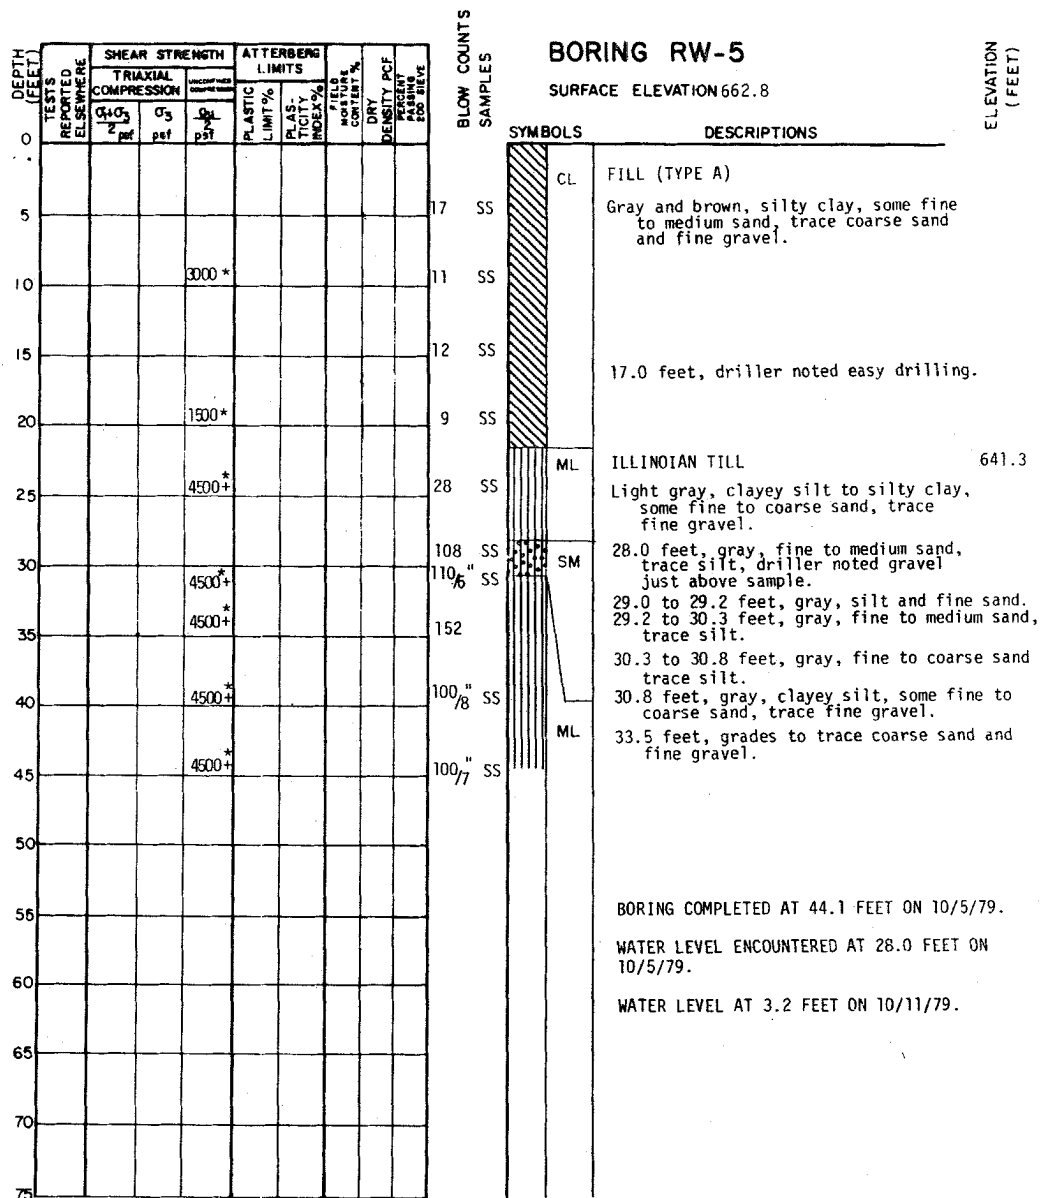 BORING RW-5
SURFACE ELEVATION 662.8
DEPTH (FEET)
TESTS REPORTED ELSEWHERE
SHEAR STRENGTH
TRIAXIAL COMPRESSION
UNCONFINED COMPRESSION
σ1+σ3 / 2 psf
σ3 psf
qu / 2 psf
ATTERBERG LIMITS
PLASTIC LIMIT %
PLASTICITY INDEX %
FIELD MOISTURE CONTENT %
DRY DENSITY PCF
PERCENT PASSING 200 SIEVE
BLOW COUNTS
SAMPLES
SYMBOLS
DESCRIPTIONS
ELEVATION (FEET)
0
CL FILL (TYPE A)
17 SS
Gray and brown, silty clay, some fine
to medium sand, trace coarse sand
and fine gravel.
5
3000 * 11 SS
10
12 SS
15
17.0 feet, driller noted easy drilling.
1500 * 9 SS
20
ML ILLINOIAN TILL 641.3
4500+ * 28 SS
25
Light gray, clayey silt to silty clay,
some fine to coarse sand, trace
fine gravel.
108 SS
SM 28.0 feet, gray, fine to medium sand,
trace silt, driller noted gravel
just above sample.
30
4500+ * 110/6" SS
29.0 to 29.2 feet, gray, silt and fine sand.
29.2 to 30.3 feet, gray, fine to medium sand,
trace silt.
4500+ * 152
35
30.3 to 30.8 feet, gray, fine to coarse sand
trace silt.
4500+ * 100/8" SS
40
30.8 feet, gray, clayey silt, some fine to
coarse sand, trace fine gravel.
ML 33.5 feet, grades to trace coarse sand and
fine gravel.
4500+ * 100/7" SS
45
50
55
BORING COMPLETED AT 44.1 FEET ON 10/5/79.
WATER LEVEL ENCOUNTERED AT 28.0 FEET ON
10/5/79.
60
WATER LEVEL AT 3.2 FEET ON 10/11/79.
65
70
75